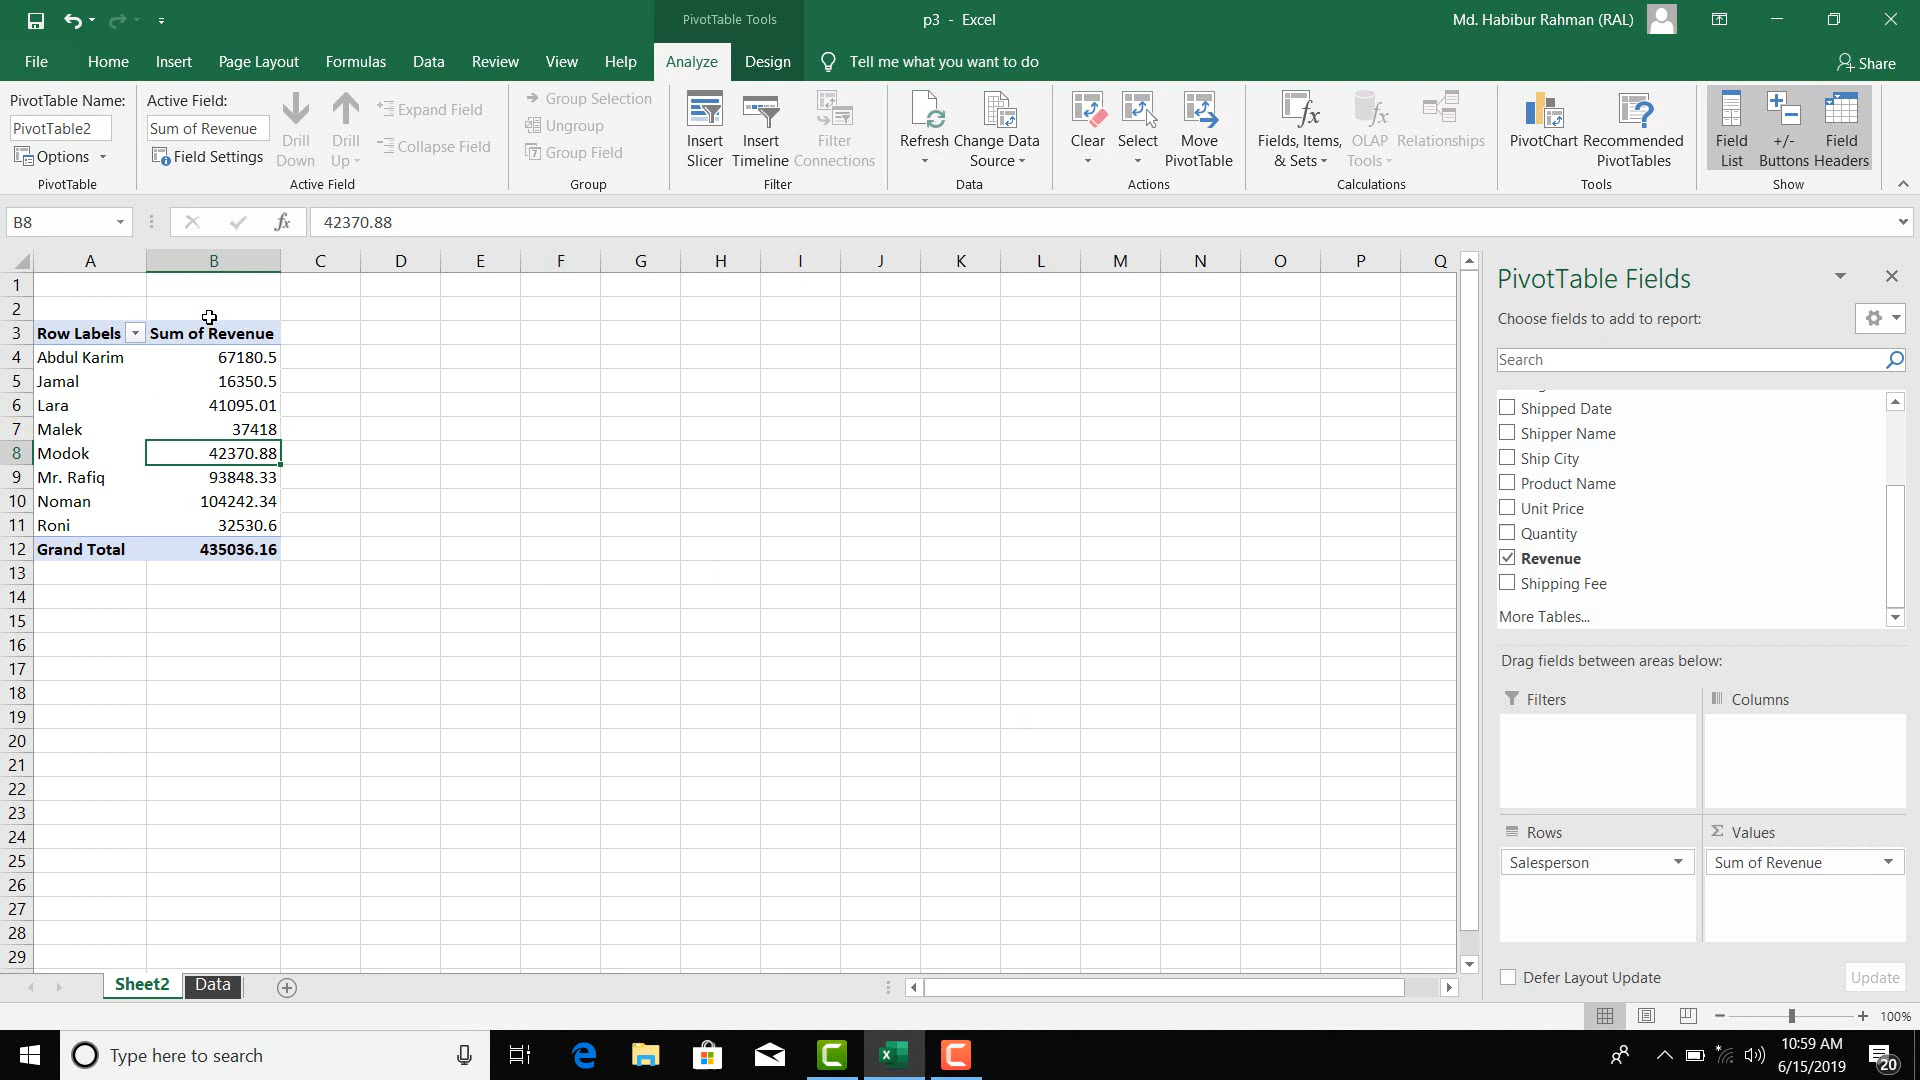 PivotTable Tools
p3 - Excel
Md. Habibur Rahman (RAL)
File Home Insert Page Layout Formulas Data Review View Help Analyze Design Tell me what you want to do Share
PivotTable Name:
PivotTable2
Options
PivotTable
Active Field:
Sum of Revenue
Field Settings
Drill Down
Drill Up
Expand Field
Collapse Field
Active Field
Group Selection
Ungroup
Group Field
Group
Insert Slicer
Insert Timeline
Filter Connections
Filter
Refresh
Change Data Source
Data
Clear
Select
Move PivotTable
Actions
Fields, Items, & Sets
OLAP Tools
Relationships
Calculations
PivotChart
Recommended PivotTables
Tools
Field List
+/- Buttons
Field Headers
Show
B8 fx 42370.88
A B C D E F G H I J K L M N O P Q
1
2
3 Row Labels Sum of Revenue
4 Abdul Karim 67180.5
5 Jamal 16350.5
6 Lara 41095.01
7 Malek 37418
8 Modok 42370.88
9 Mr. Rafiq 93848.33
10 Noman 104242.34
11 Roni 32530.6
12 Grand Total 435036.16
13
14
15
16
17
18
19
20
21
22
23
24
25
26
27
28
29
Sheet2 Data
PivotTable Fields
Choose fields to add to report:
Search
Shipped Date
Shipper Name
Ship City
Product Name
Unit Price
Quantity
Revenue
Shipping Fee
More Tables...
Drag fields between areas below:
Filters Columns
Rows Σ Values
Salesperson Sum of Revenue
Defer Layout Update Update
100%
Type here to search
10:59 AM
6/15/2019
20